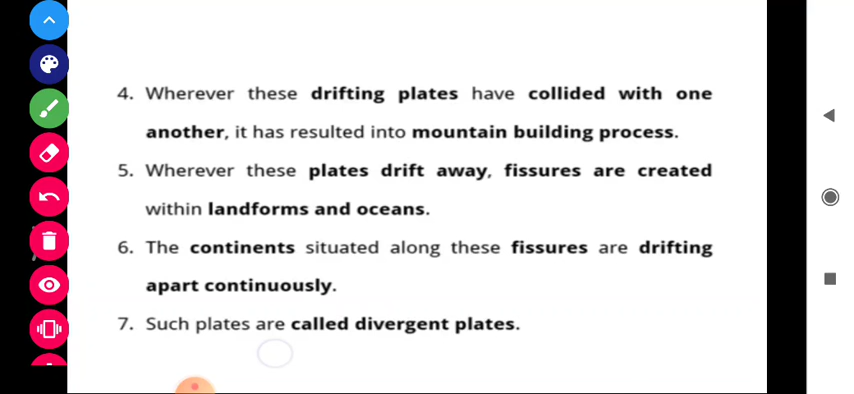 4. Wherever these drifting plates have collided with one
another, it has resulted into mountain building process.
5. Wherever these plates drift away, fissures are created
within landforms and oceans.
6. The continents situated along these fissures are drifting
apart continuously.
7. Such plates are called divergent plates.